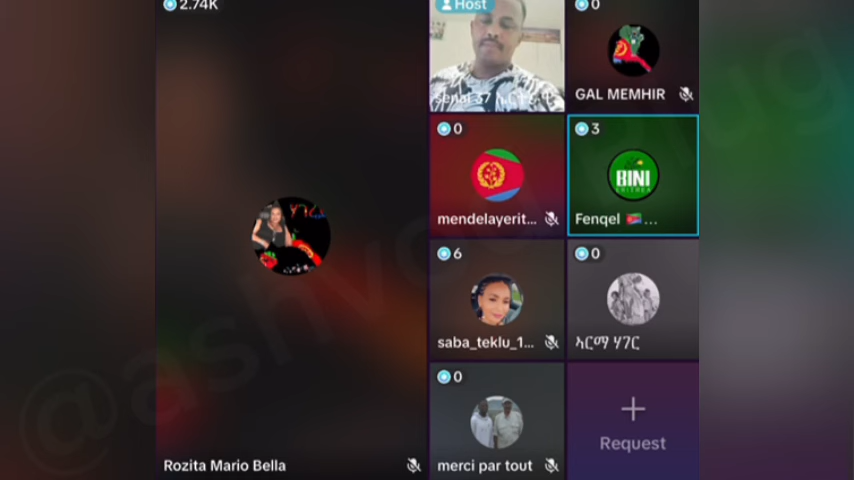 2.74K
Host
0
GAL MEMHIR
0
mendelayerit...
3
BINI
ERITREA
Fenqel 🇪🇷...
6
saba_teklu_1...
0
ኣርማ ሃገር
0
merci par tout
Request
Rozita Mario Bella